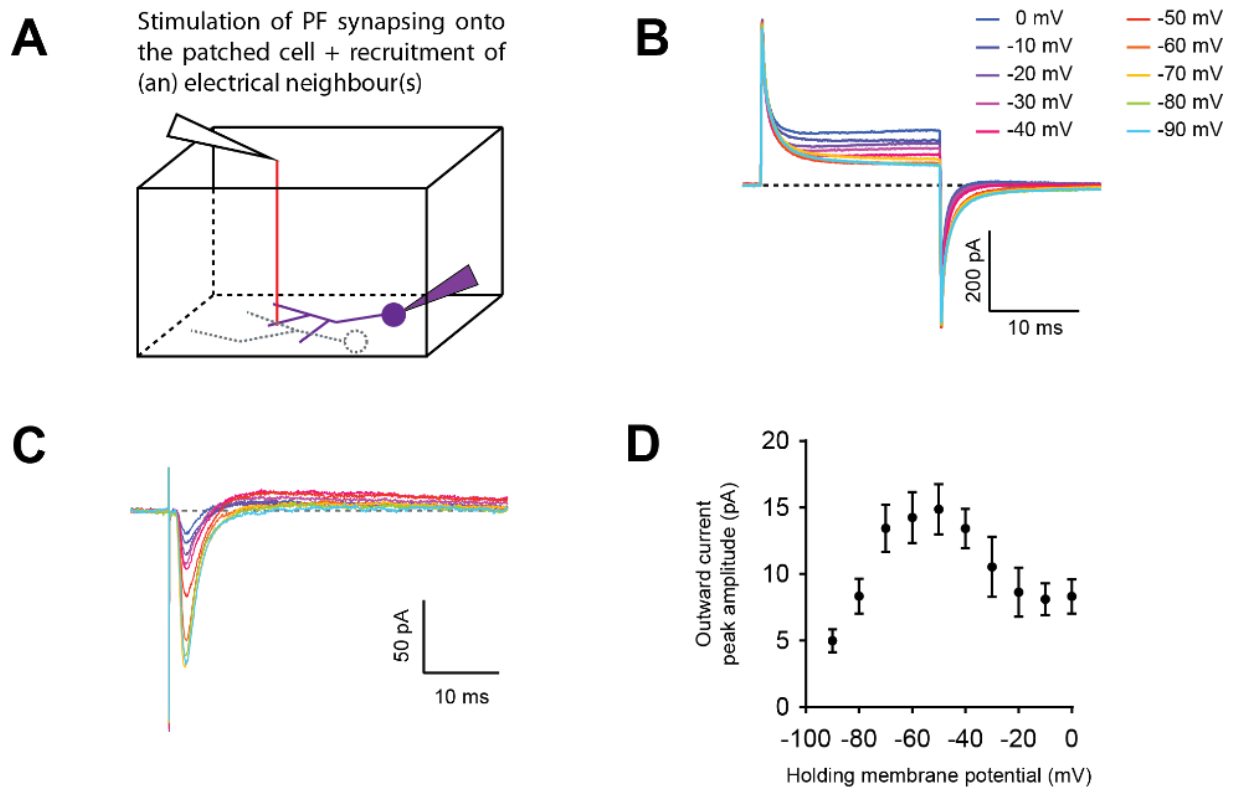 A
Stimulation of PF synapsing onto
the patched cell + recruitment of
(an) electrical neighbour(s)
B
0 mV
-10 mV
-20 mV
-30 mV
-40 mV
-50 mV
-60 mV
-70 mV
-80 mV
-90 mV
200 pA
10 ms
C
50 pA
10 ms
D
Outward current
peak amplitude (pA)
20
15
10
5
0
-100 -80 -60 -40 -20 0
Holding membrane potential (mV)